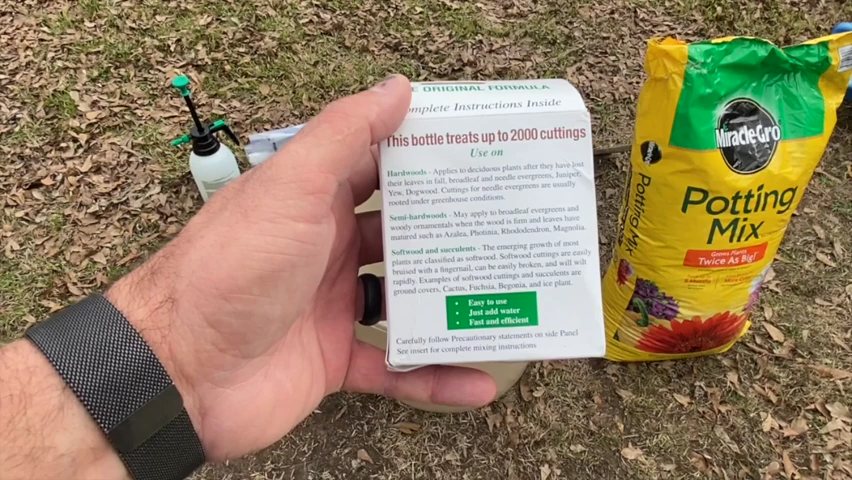 E ORIGINAL FORMULA
omplete Instructions Inside
This bottle treats up to 2000 cuttings
Use on
Hardwoods - Applies to deciduous plants after they have lost
their leaves in fall, broadleaf and needle evergreens, Juniper,
Yew, Dogwood. Cuttings for needle evergreens are usually
rooted under greenhouse conditions.
Semi-hardwoods - May apply to broadleaf evergreens and
woody ornamentals when the wood is firm and leaves have
matured such as Azalea, Photinia, Rhododendron, Magnolia.
Softwood and succulents - The emerging growth of most
plants are classified as softwood. Softwood cuttings are easily
bruised with a fingernail, can be easily broken, and will wilt
rapidly. Examples of softwood cuttings and succulents are
ground covers, Cactus, Fuchsia, Begonia, and ice plant.
• Easy to use
• Just add water
• Fast and efficient
Carefully follow Precautionary statements on side Panel
See insert for complete mixing instructions
Miracle-Gro
Potting
Mix
Grows Plants
Twice As Big!
Potting Mix